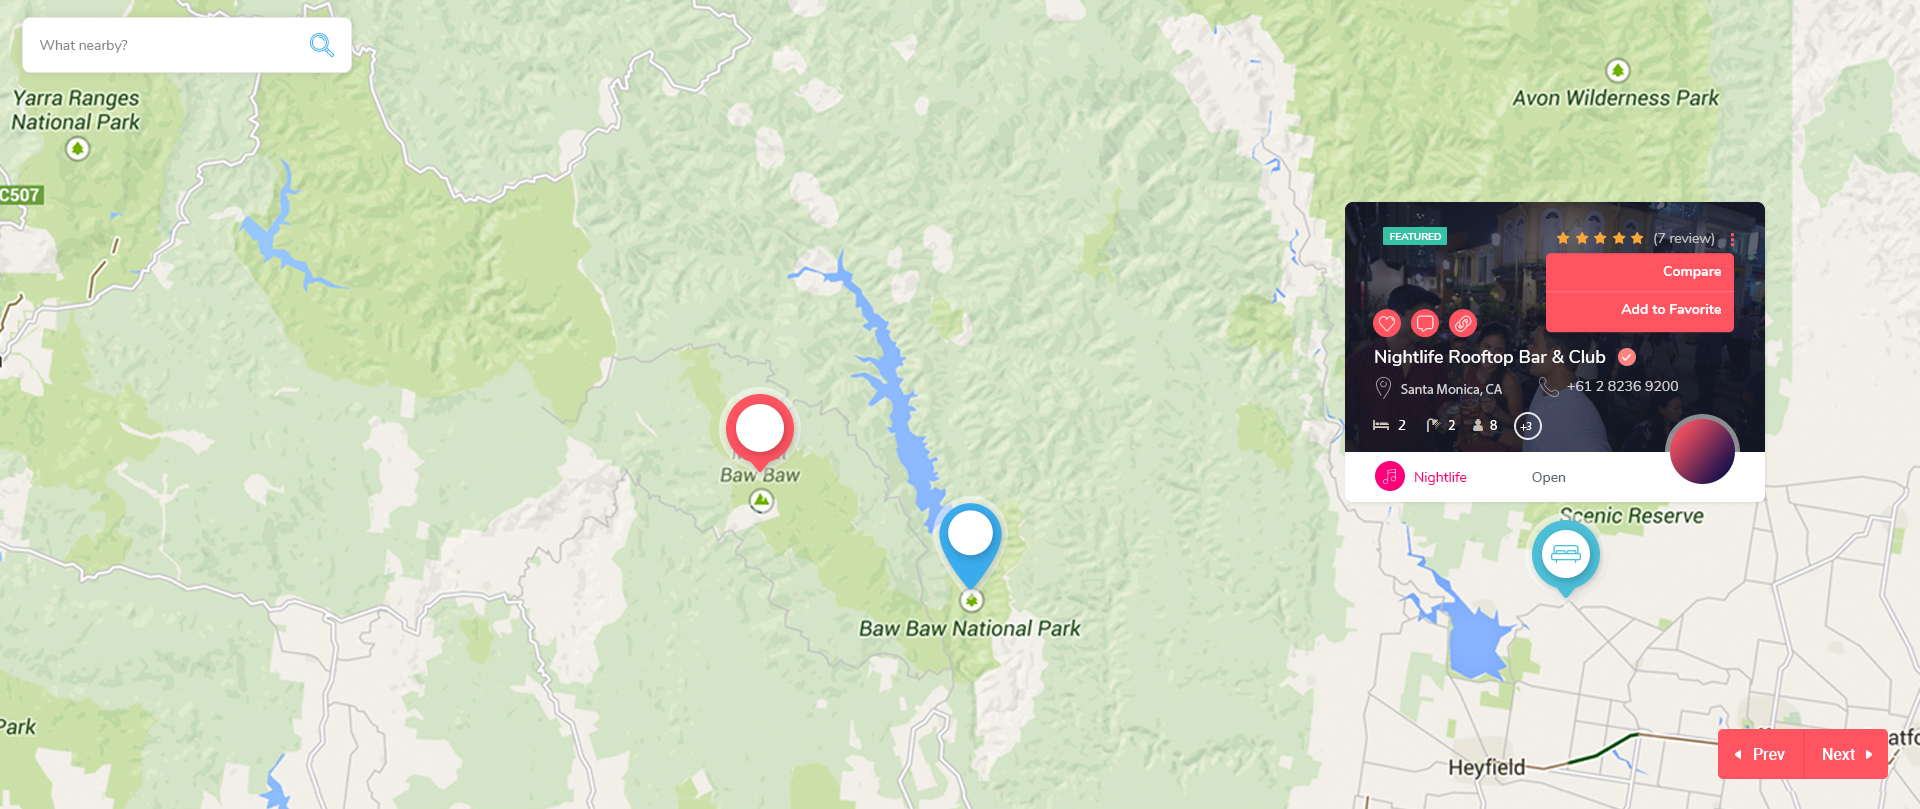 What nearby?
Yarra Ranges
National Park
C507
Avon Wilderness Park
FEATURED
(7 review)
Compare
Add to Favorite
Nightlife Rooftop Bar & Club
Santa Monica, CA
+61 2 8236 9200
2
2
8
+3
Nightlife
Open
Scenic Reserve
Baw Baw
Baw Baw National Park
Park
Heyfield
Prev
Next